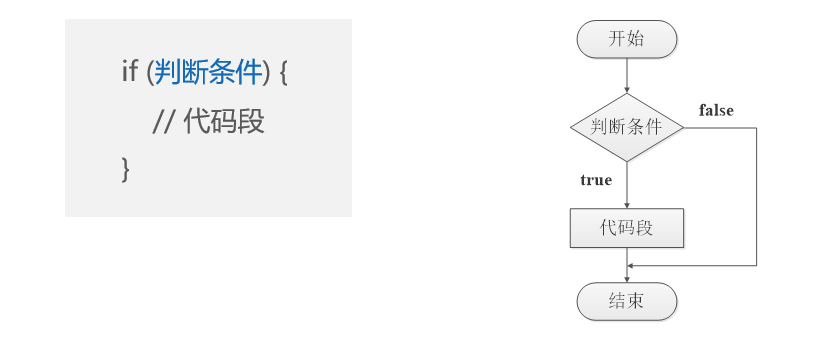 if (判断条件) {
// 代码段
}
开始
判断条件
false
true
代码段
结束